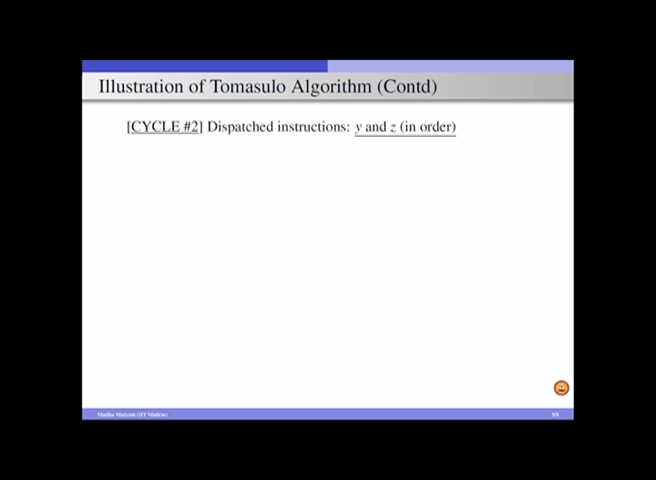 Illustration of Tomasulo Algorithm (Contd)
[CYCLE #2] Dispatched instructions: y and z (in order)
Madhu Mutyam (IIT Madras)